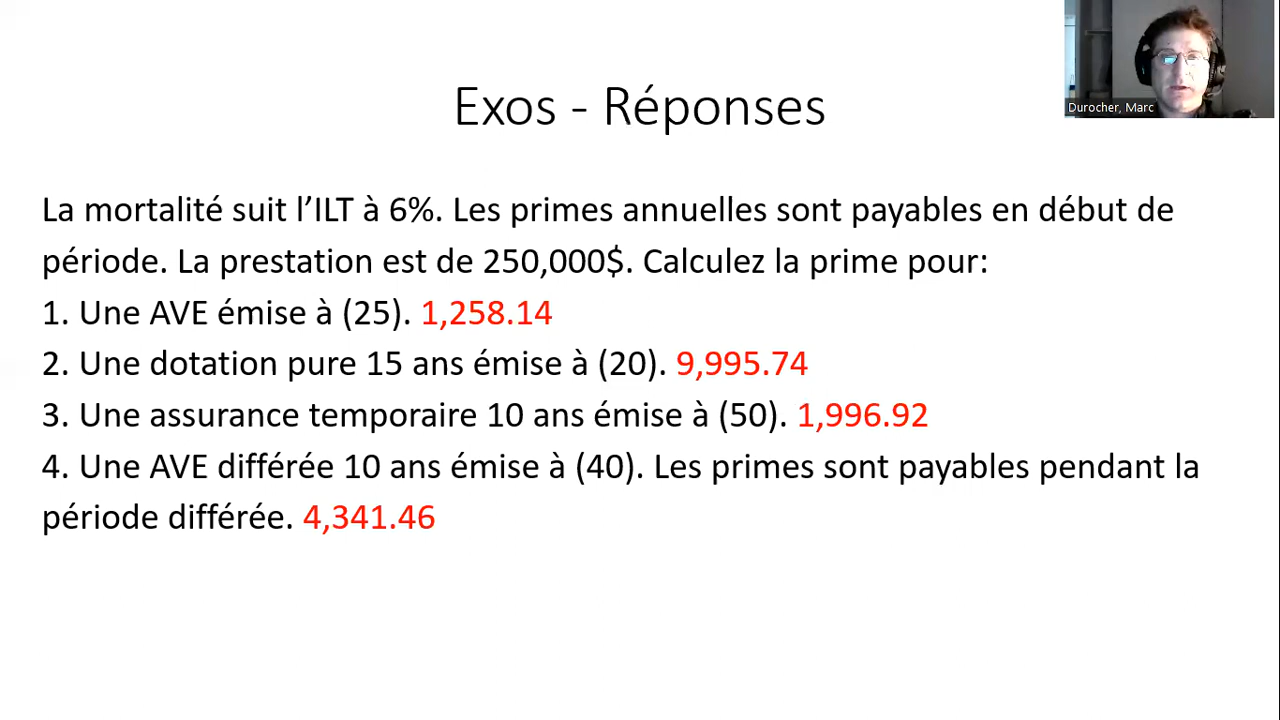 Exos - Réponses
Durocher, Marc
La mortalité suit l’ILT à 6%. Les primes annuelles sont payables en début de
période. La prestation est de 250,000$. Calculez la prime pour:
1. Une AVE émise à (25). 1,258.14
2. Une dotation pure 15 ans émise à (20). 9,995.74
3. Une assurance temporaire 10 ans émise à (50). 1,996.92
4. Une AVE différée 10 ans émise à (40). Les primes sont payables pendant la
période différée. 4,341.46